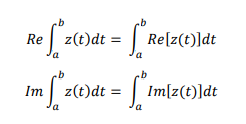 Re ∫_a^b z(t)dt = ∫_a^b Re[z(t)]dt
Im ∫_a^b z(t)dt = ∫_a^b Im[z(t)]dt